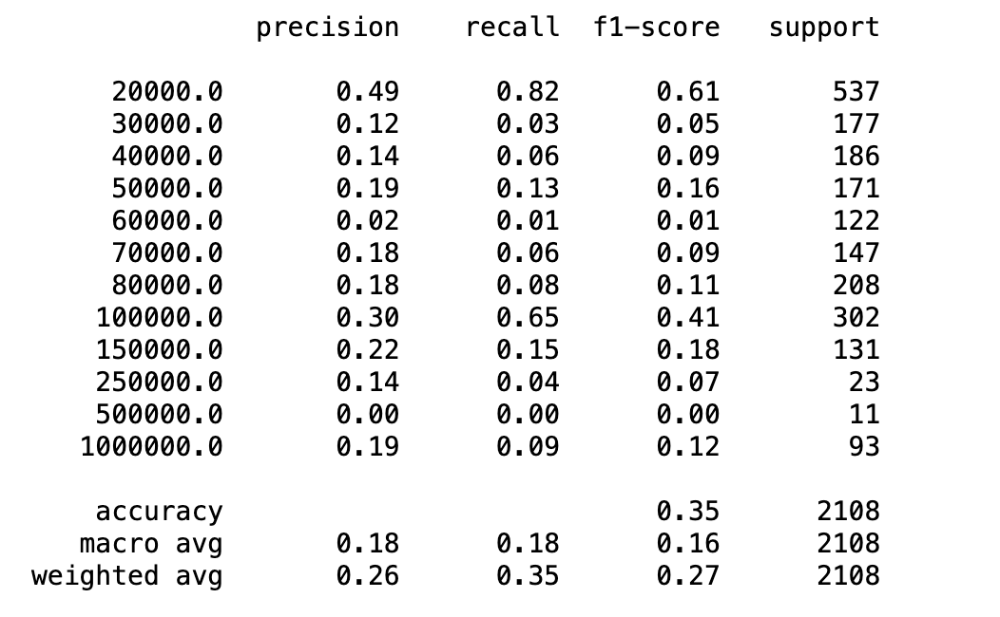 precision recall f1-score support
20000.0 0.49 0.82 0.61 537
30000.0 0.12 0.03 0.05 177
40000.0 0.14 0.06 0.09 186
50000.0 0.19 0.13 0.16 171
60000.0 0.02 0.01 0.01 122
70000.0 0.18 0.06 0.09 147
80000.0 0.18 0.08 0.11 208
100000.0 0.30 0.65 0.41 302
150000.0 0.22 0.15 0.18 131
250000.0 0.14 0.04 0.07 23
500000.0 0.00 0.00 0.00 11
1000000.0 0.19 0.09 0.12 93
accuracy 0.35 2108
macro avg 0.18 0.18 0.16 2108
weighted avg 0.26 0.35 0.27 2108